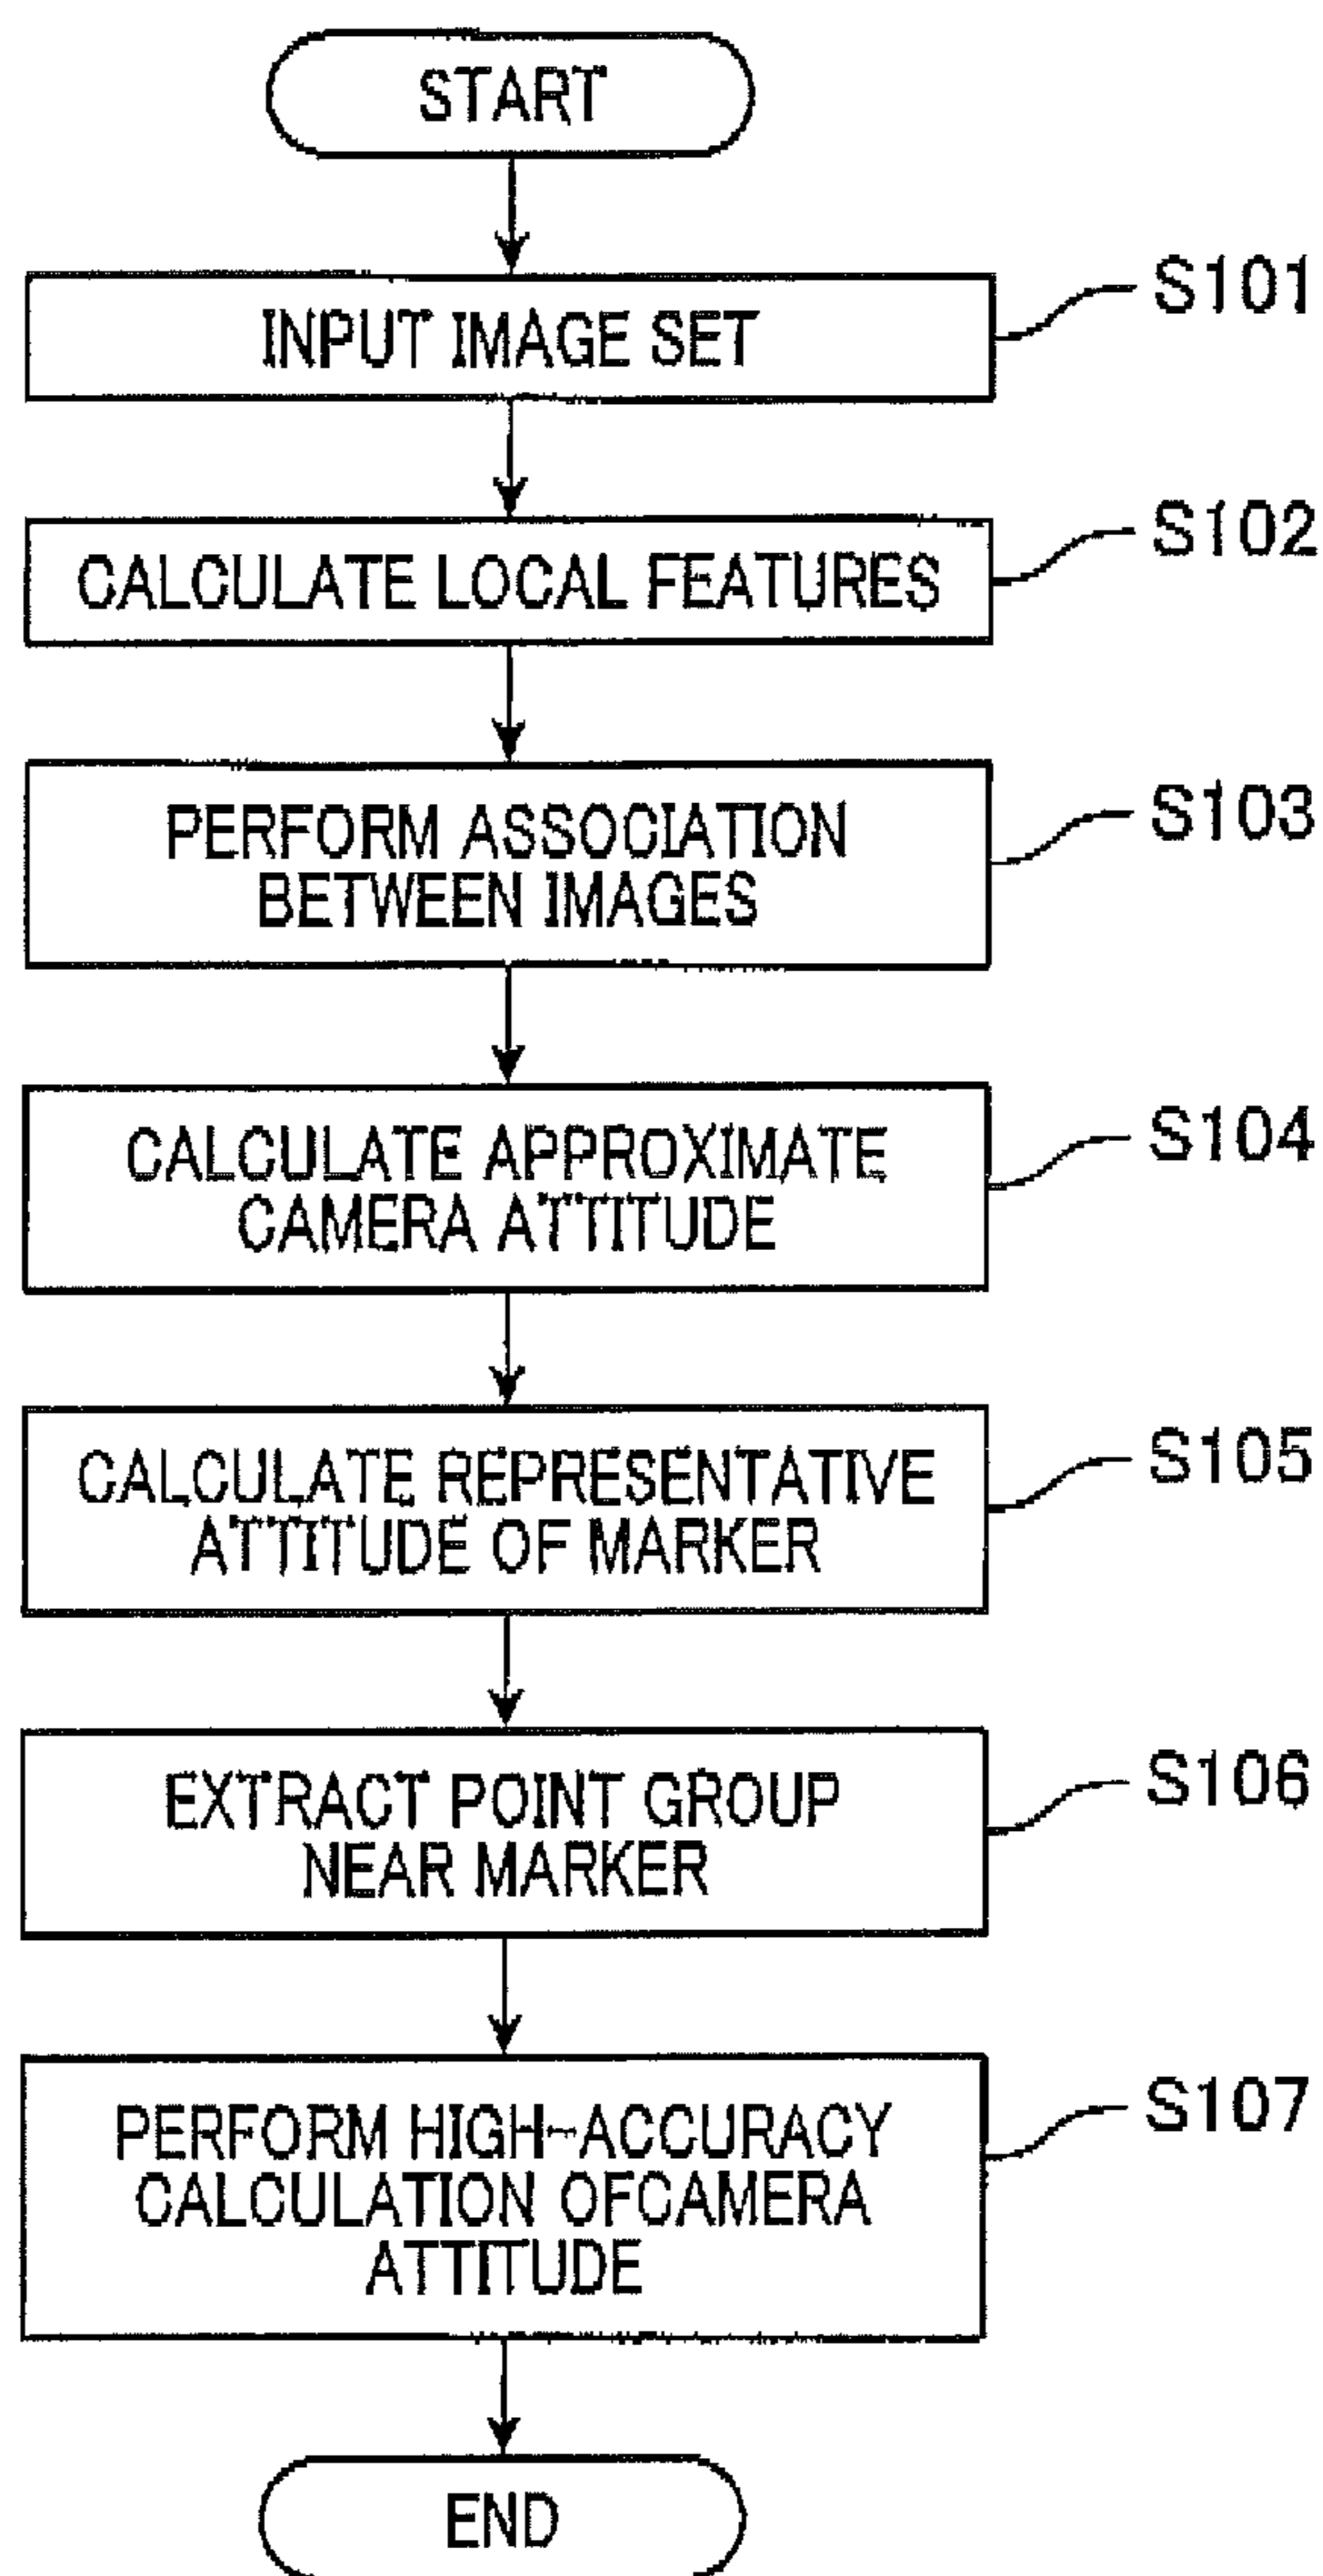 START
INPUT IMAGE SET
S101
CALCULATE LOCAL FEATURES
S102
PERFORM ASSOCIATION
BETWEEN IMAGES
S103
CALCULATE APPROXIMATE
CAMERA ATTITUDE
S104
CALCULATE REPRESENTATIVE
ATTITUDE OF MARKER
S105
EXTRACT POINT GROUP
NEAR MARKER
S106
PERFORM HIGH-ACCURACY
CALCULATION OFCAMERA
ATTITUDE
S107
END